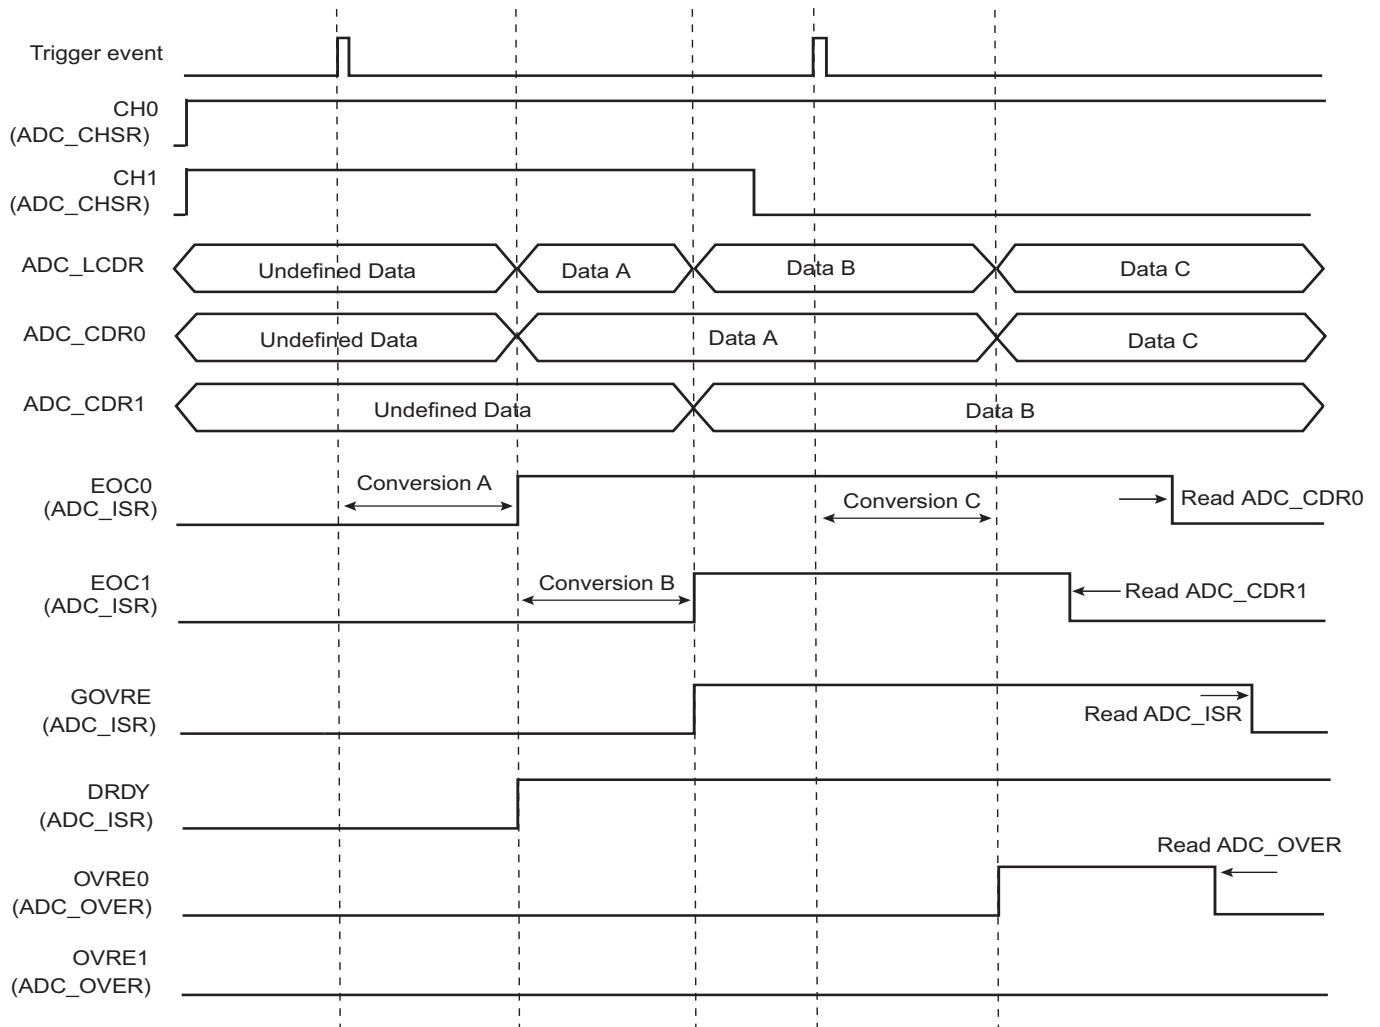 Trigger event
CH0
(ADC_CHSR)
CH1
(ADC_CHSR)
ADC_LCDR
Undefined Data
Data A
Data B
Data C
ADC_CDR0
Undefined Data
Data A
Data C
ADC_CDR1
Undefined Data
Data B
EOC0
(ADC_ISR)
Conversion A
Conversion C
Read ADC_CDR0
EOC1
(ADC_ISR)
Conversion B
Read ADC_CDR1
GOVRE
(ADC_ISR)
Read ADC_ISR
DRDY
(ADC_ISR)
Read ADC_OVER
OVRE0
(ADC_OVER)
OVRE1
(ADC_OVER)